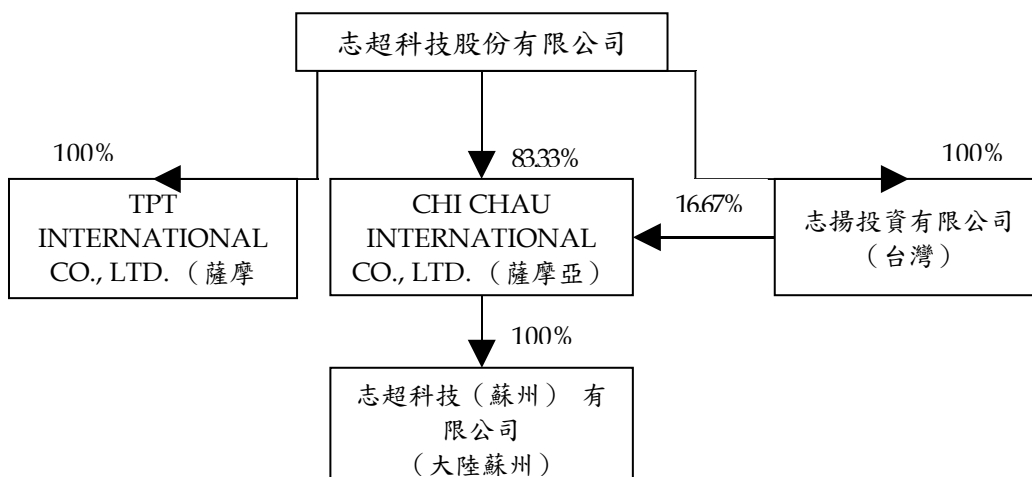 志超科技股份有限公司
100%
83.33%
100%
TPT
INTERNATIONAL
CO., LTD. （薩摩
CHI CHAU
INTERNATIONAL
CO., LTD. （薩摩亞）
16.67%
志揚投資有限公司
（台灣）
100%
志超科技（蘇州） 有
限公司
（大陸蘇州）